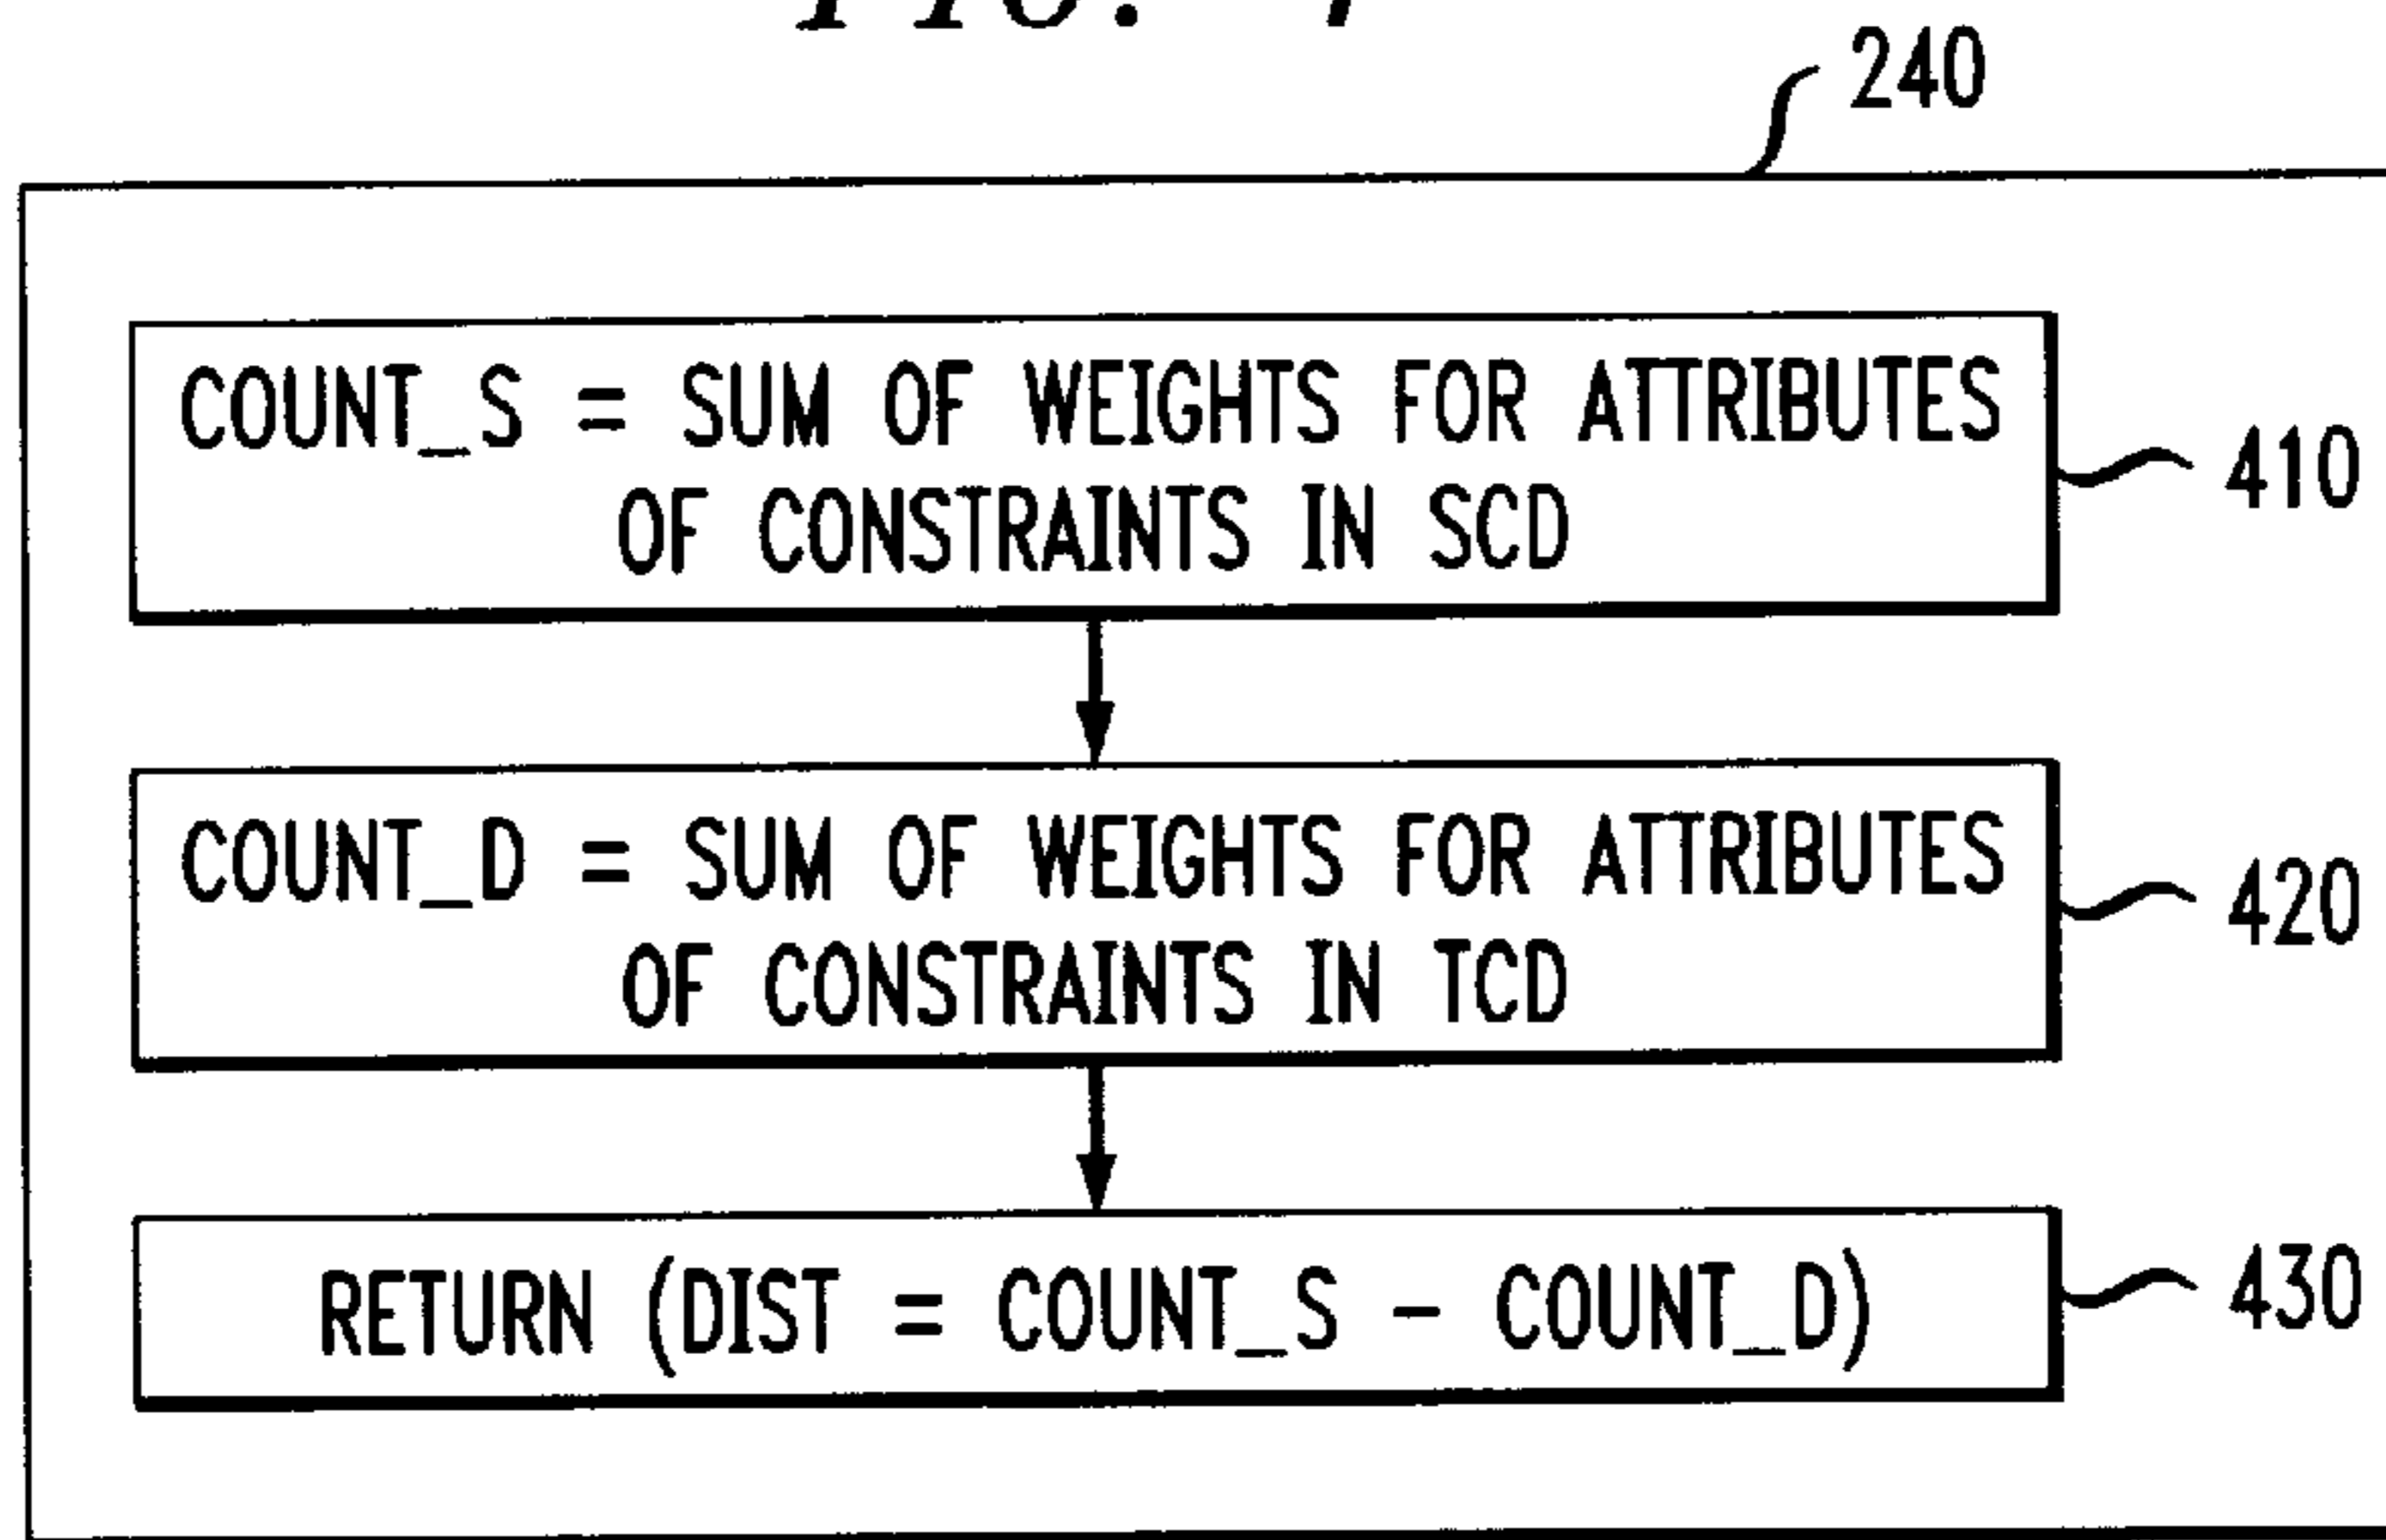 FIG.
240
COUNT_S = SUM OF WEIGHTS FOR ATTRIBUTES
OF CONSTRAINTS IN SCD
410
COUNT_D = SUM OF WEIGHTS FOR ATTRIBUTES
OF CONSTRAINTS IN TCD
420
RETURN (DIST = COUNT_S - COUNT_D)
430